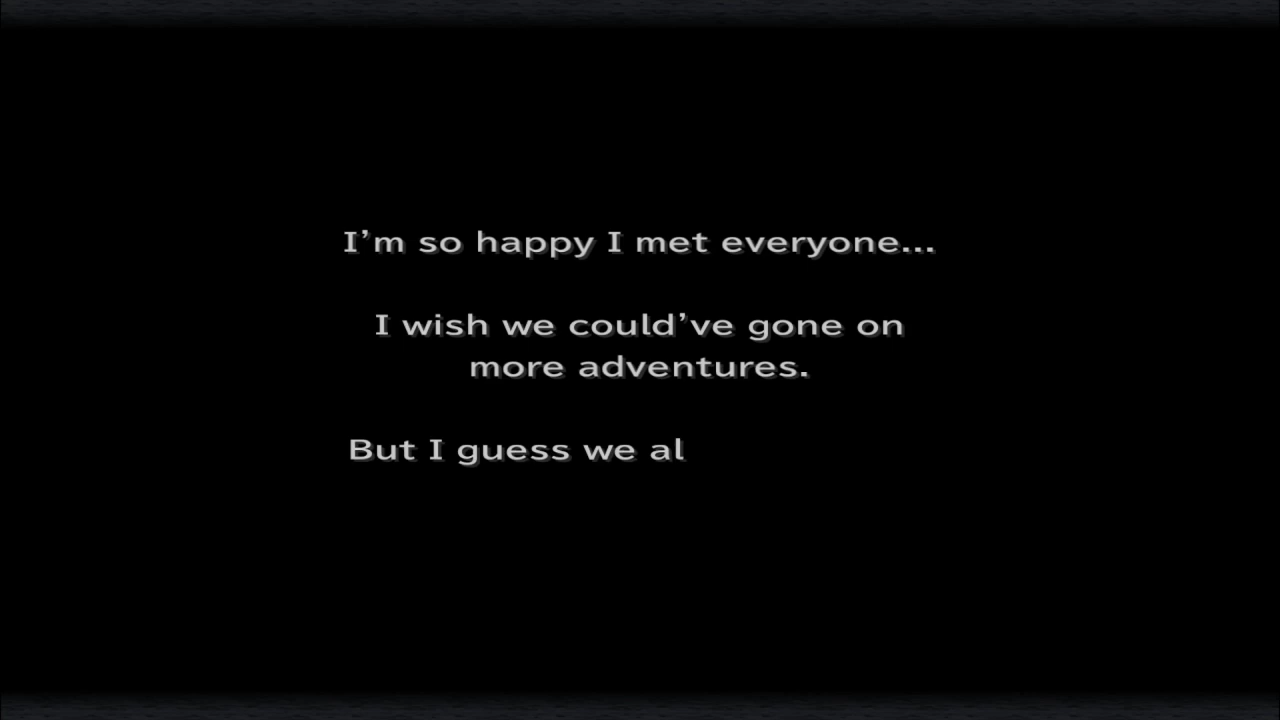 I’m so happy I met everyone...
I wish we could’ve gone on
more adventures.
But I guess we al